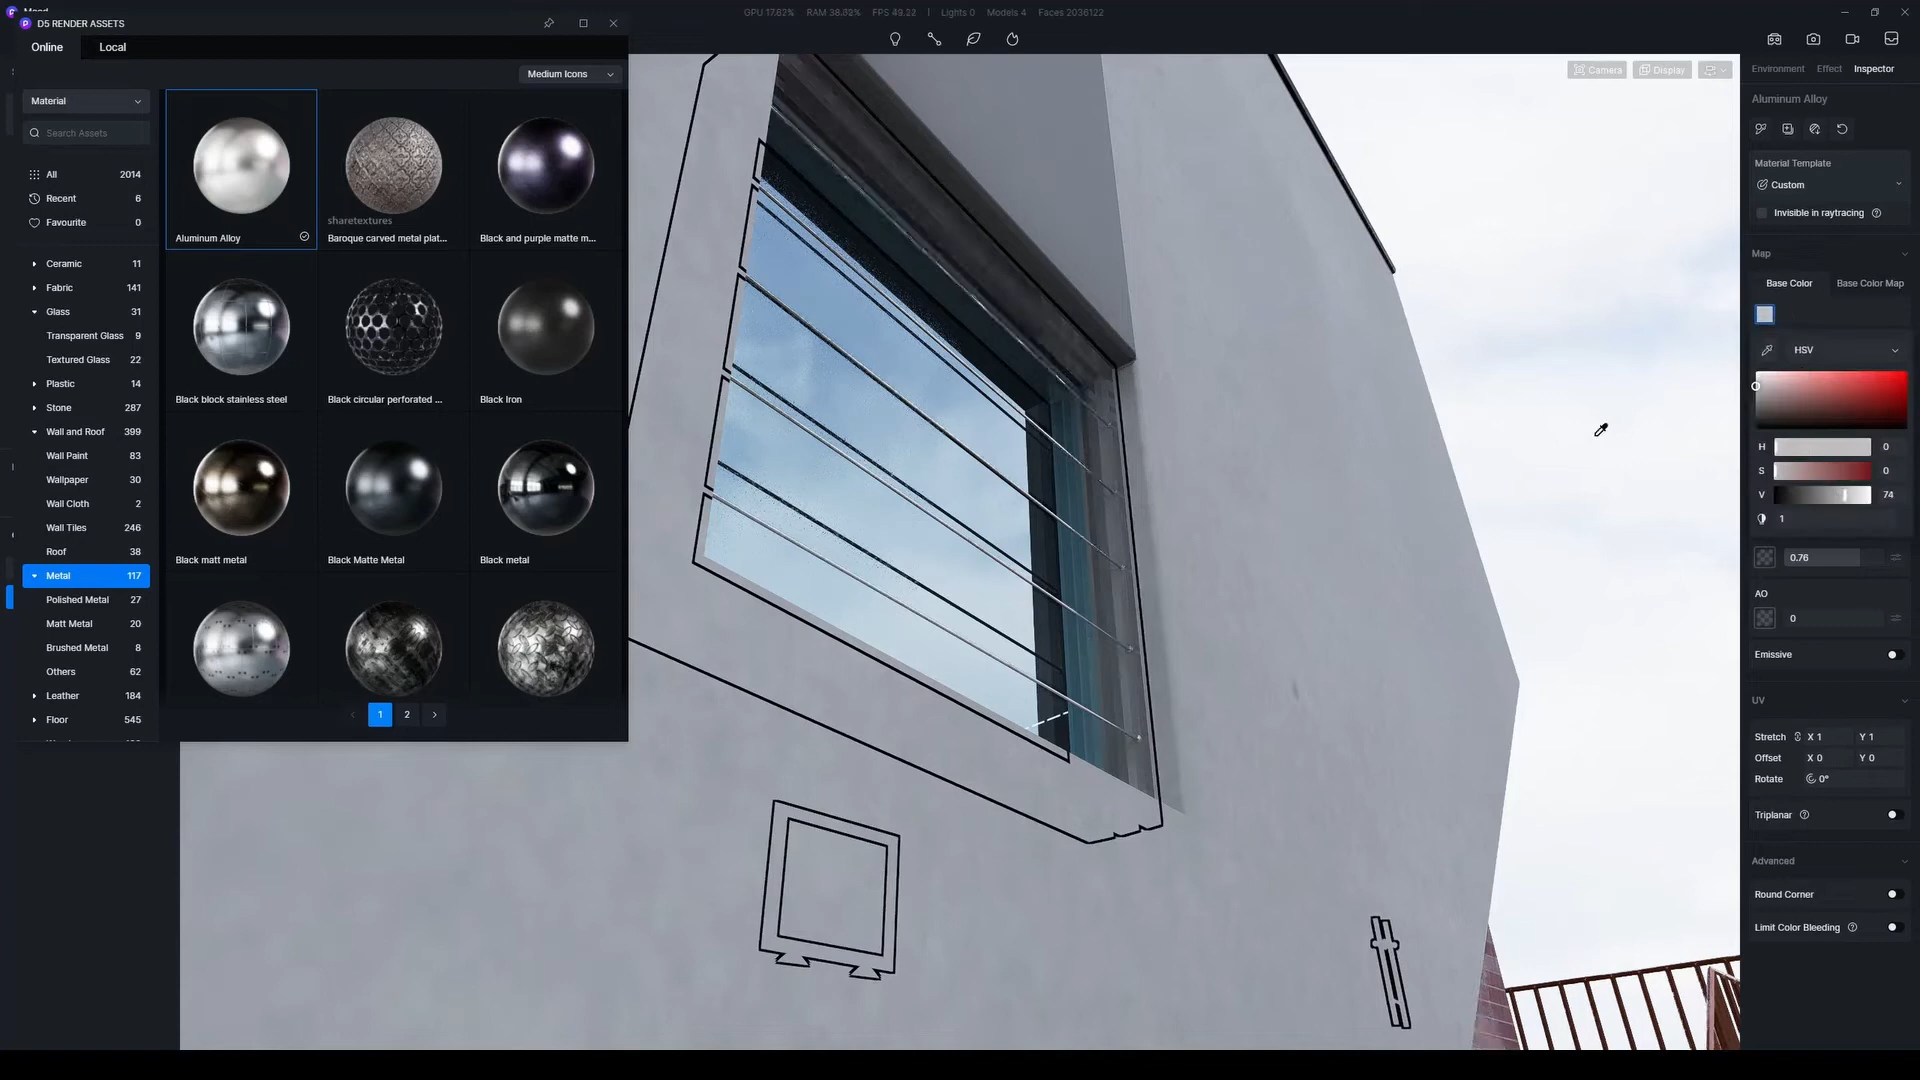 D5 RENDER ASSETS
GPU 17.82% RAM 38.52% FPS 49.22 | Lights 0 Models 4 Faces 2036122
Online
Local
Medium Icons
Material
Search Assets
All 2014
Recent 6
Favourite 0
Ceramic 11
Fabric 141
Glass 31
Transparent Glass 9
Textured Glass 22
Plastic 14
Stone 287
Wall and Roof 399
Wall Paint 83
Wallpaper 30
Wall Cloth 2
Wall Tiles 246
Roof 38
Metal 117
Polished Metal 27
Matt Metal 20
Brushed Metal 8
Others 62
Leather 184
Floor 545
sharetextures
Aluminum Alloy
Baroque carved metal plat...
Black and purple matte m...
Black block stainless steel
Black circular perforated ...
Black Iron
Black matt metal
Black Matte Metal
Black metal
1 2
Camera
Display
Environment Effect Inspector
Aluminum Alloy
Material Template
Custom
Invisible in raytracing
Map
Base Color
Base Color Map
HSV
H 0
S 0
V 74
1
0.76
AO
0
Emissive
UV
Stretch X 1 Y 1
Offset X 0 Y 0
Rotate 0°
Triplanar
Advanced
Round Corner
Limit Color Bleeding